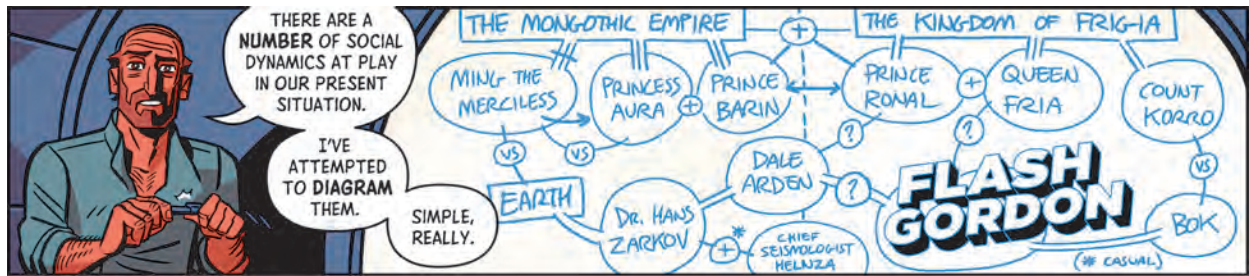 THERE ARE A
NUMBER OF SOCIAL
DYNAMICS AT PLAY
IN OUR PRESENT
SITUATION.
I'VE
ATTEMPTED
TO DIAGRAM
THEM.
SIMPLE,
REALLY.
THE MONGOTHIC EMPIRE
+
THE KINGDOM OF FRIG-IA
MING THE
MERCILESS
PRINCESS
AURA
+
PRINCE
BARIN
PRINCE
RONAL
+
QUEEN
FRIA
COUNT
KORRO
VS
VS
?
?
VS
EARTH
DR. HANS
ZARKOV
DALE
ARDEN
?
FLASH
GORDON
BOK
+
*
CHIEF
SEISMOLOGIST
HELNZA
(* CASUAL)